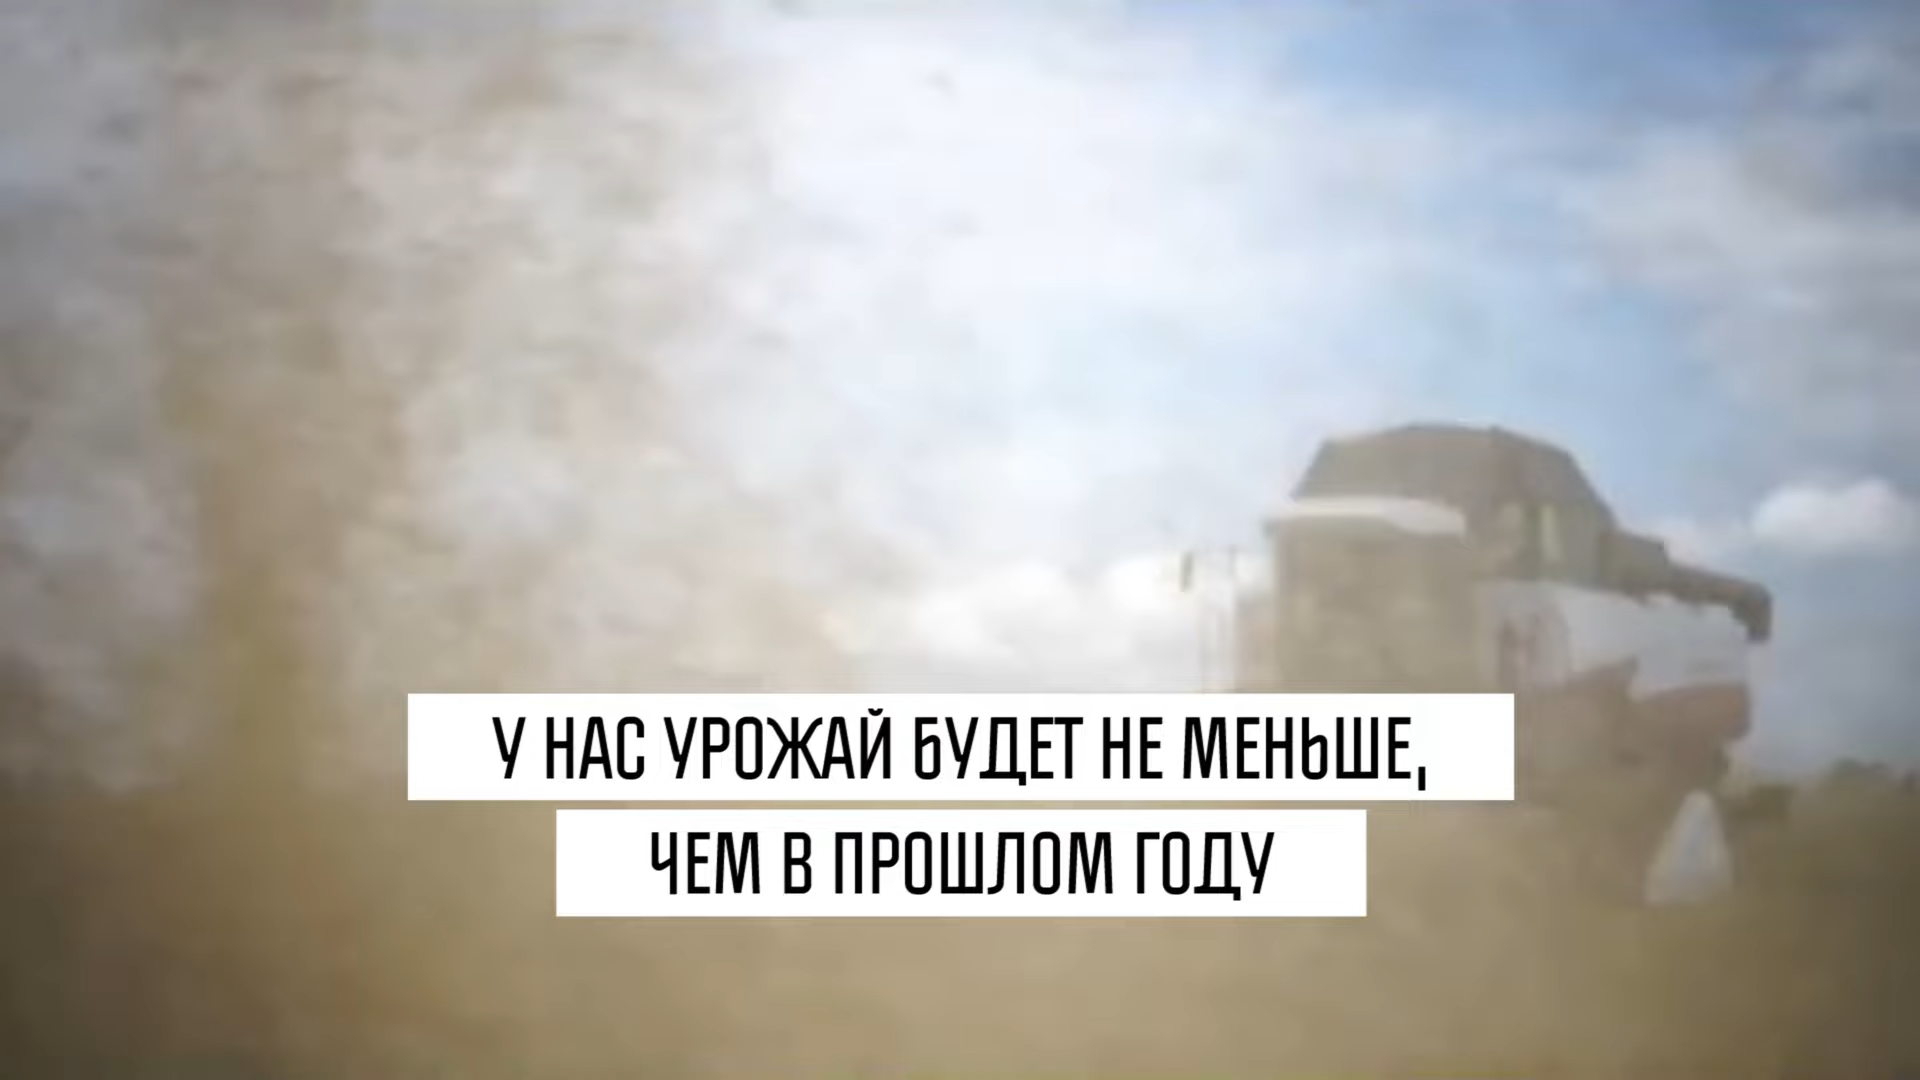 У НАС УРОЖАЙ БУДЕТ НЕ МЕНЬШЕ,
ЧЕМ В ПРОШЛОМ ГОДУ